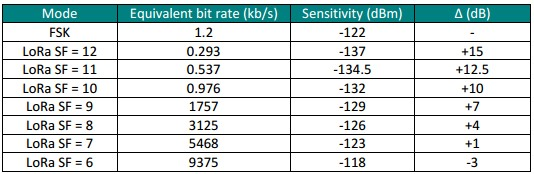 Mode Equivalent bit rate (kb/s) Sensitivity (dBm) Δ (dB)
FSK 1.2 -122 -
LoRa SF = 12 0.293 -137 +15
LoRa SF = 11 0.537 -134.5 +12.5
LoRa SF = 10 0.976 -132 +10
LoRa SF = 9 1757 -129 +7
LoRa SF = 8 3125 -126 +4
LoRa SF = 7 5468 -123 +1
LoRa SF = 6 9375 -118 -3